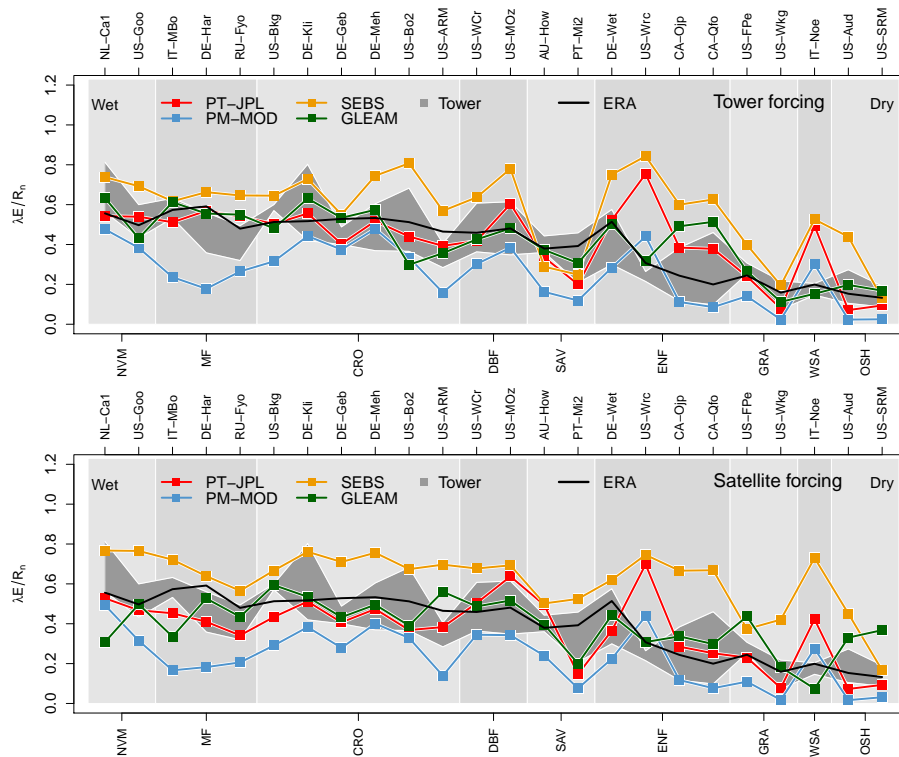 NL−Ca1 US−Goo IT−MBo DE−Har RU−Fyo US−Bkg DE−Kli DE−Geb DE−Meh US−Bo2 US−ARM US−WCr US−MOz AU−How PT−Mi2 DE−Wet US−Wrc CA−Ojp CA−Qfo US−FPe US−Wkg IT−Noe US−Aud US−SRM
1.2
Wet PT−JPL SEBS Tower ERA Tower forcing Dry
PM−MOD GLEAM
1.0
0.8
λE/Rn
0.6
0.4
0.2
0.0
NVM MF CRO DBF SAV ENF GRA WSA OSH
NL−Ca1 US−Goo IT−MBo DE−Har RU−Fyo US−Bkg DE−Kli DE−Geb DE−Meh US−Bo2 US−ARM US−WCr US−MOz AU−How PT−Mi2 DE−Wet US−Wrc CA−Ojp CA−Qfo US−FPe US−Wkg IT−Noe US−Aud US−SRM
1.2
Wet PT−JPL SEBS Tower ERA Satellite forcing Dry
PM−MOD GLEAM
1.0
0.8
λE/Rn
0.6
0.4
0.2
0.0
NVM MF CRO DBF SAV ENF GRA WSA OSH